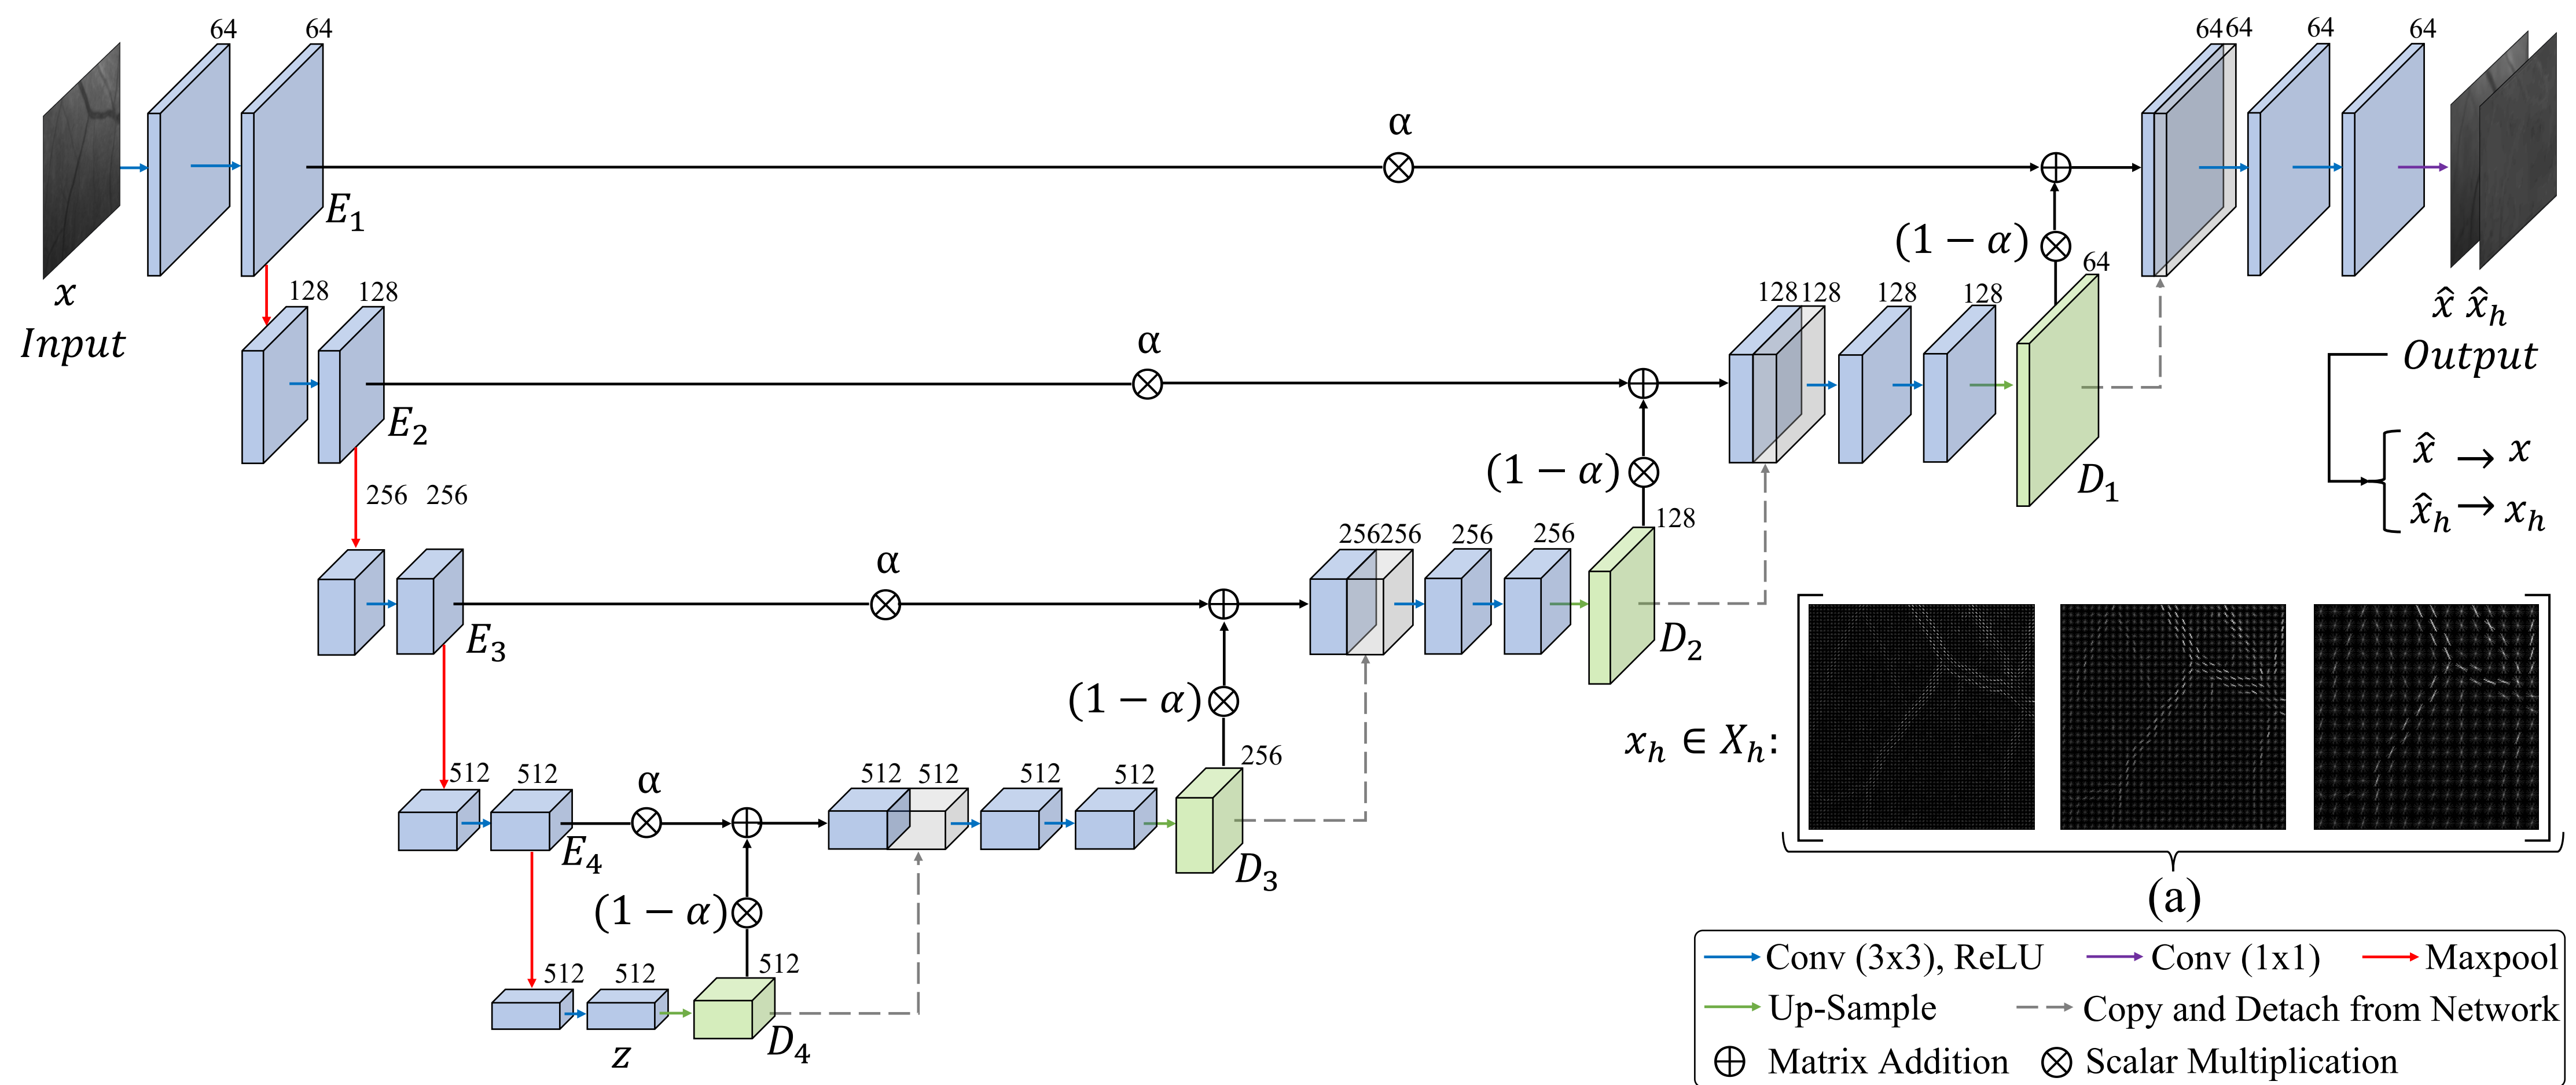 64 64 64 64 64 64
α
x
Input
E₁
(1 − α)
64
x̂ x̂ₕ
Output
128 128 128 128 128 128
α
E₂
D₁
x̂ → x
x̂ₕ → xₕ
(1 − α)
256 256
128
256 256 256 256
α
E₃
D₂
(1 − α)
xₕ ∈ Xₕ:
256
512 512 512 512 512 512
α
E₄
D₃
(a)
(1 − α)
512 512 512
z
D₄
Conv (3x3), ReLU Conv (1x1) Maxpool
Up-Sample Copy and Detach from Network
Matrix Addition Scalar Multiplication